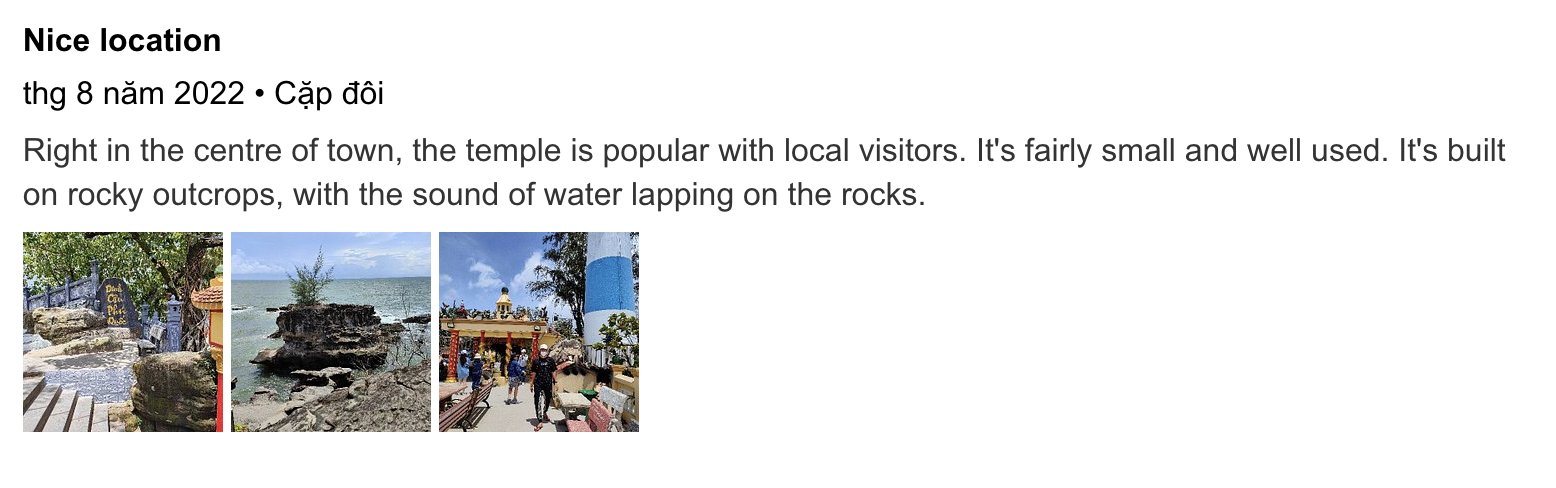 Nice location
thg 8 năm 2022 • Cặp đôi
Right in the centre of town, the temple is popular with local visitors. It's fairly small and well used. It's built
on rocky outcrops, with the sound of water lapping on the rocks.
Dinh
Cậu
Phú
Quốc